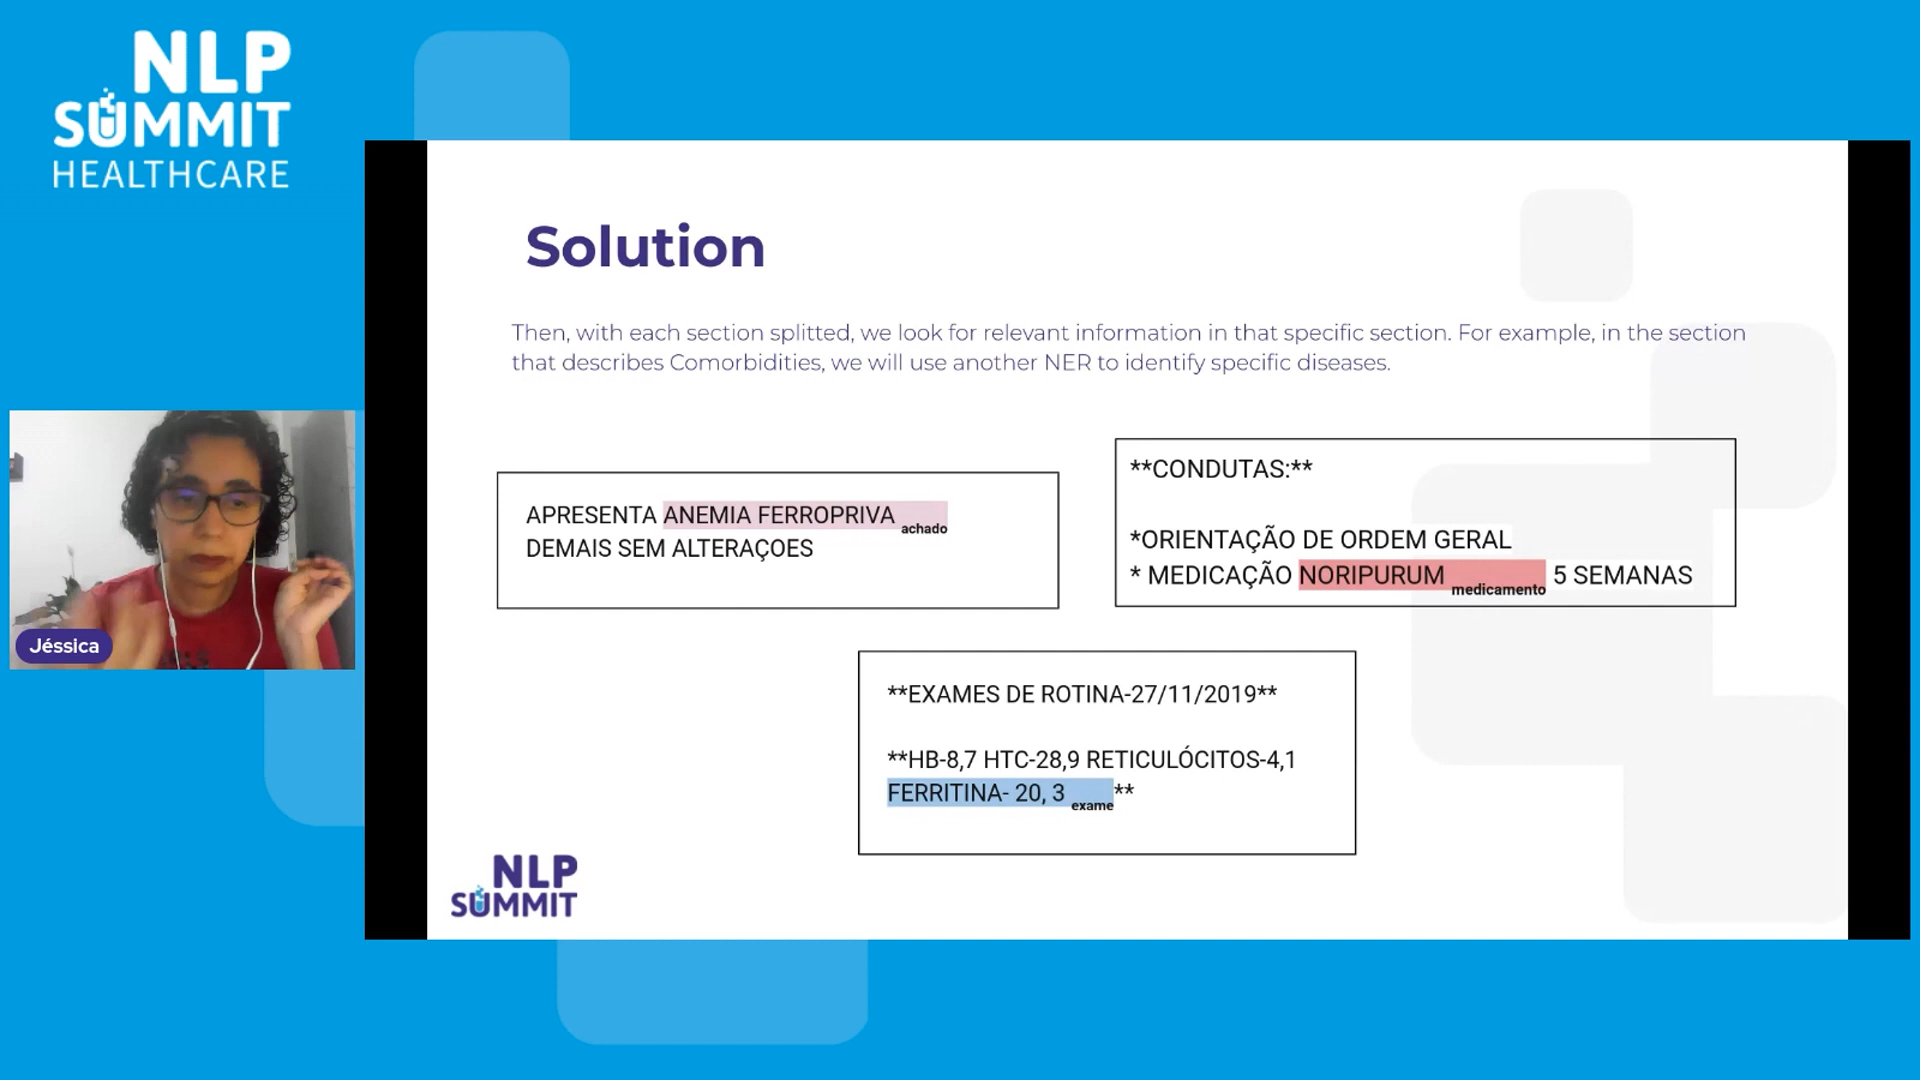 NLP
SUMMIT
HEALTHCARE
Solution
Then, with each section splitted, we look for relevant information in that specific section. For example, in the section
that describes Comorbidities, we will use another NER to identify specific diseases.
APRESENTA ANEMIA FERROPRIVA achado
DEMAIS SEM ALTERAÇOES
**CONDUTAS:**
*ORIENTAÇÃO DE ORDEM GERAL
* MEDICAÇÃO NORIPURUM medicamento 5 SEMANAS
**EXAMES DE ROTINA-27/11/2019**
**HB-8,7 HTC-28,9 RETICULÓCITOS-4,1
FERRITINA- 20, 3 exame**
Jéssica
NLP
SUMMIT